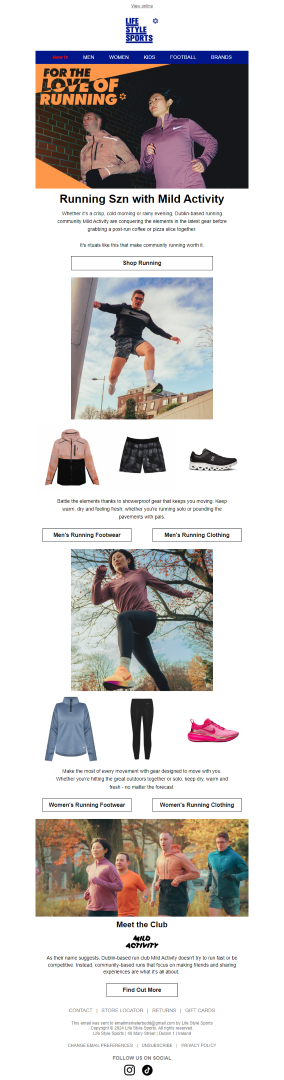 View online
LIFE
STYLE
SPORTS
New In MEN WOMEN KIDS FOOTBALL BRANDS
FOR THE
LOVE OF
RUNNING
Running Szn with Mild Activity
Whether it's a crisp, cold morning or rainy evening, Dublin-based running
community Mild Activity are conquering the elements in the latest gear before
grabbing a post-run coffee or pizza slice together.
It's rituals like this that make community running worth it.
Shop Running
Battle the elements thanks to showerproof gear that keeps you moving. Keep
warm, dry and feeling fresh, whether you're running solo or pounding the
pavements with pals.
Men's Running Footwear Men's Running Clothing
Make the most of every movement with gear designed to move with you.
Whether you're hitting the great outdoors together or solo, keep dry, warm and
fresh - no matter the forecast.
Women's Running Footwear Women's Running Clothing
Meet the Club
MILD
ACTIVITY
As their name suggests, Dublin-based run club Mild Activity doesn't try to run fast or be
competitive. Instead, community-based runs that focus on making friends and sharing
experiences are what it's all about.
Find Out More
CONTACT | STORE LOCATOR | RETURNS | GIFT CARDS
This email was sent to by Life Style Sports
Copyright © 2024 Life Style Sports. All rights reserved.
Life Style Sports | 46 Mary Street | Dublin 1 | Ireland
CHANGE EMAIL PREFERENCES | UNSUBSCRIBE | PRIVACY POLICY
FOLLOW US ON SOCIAL